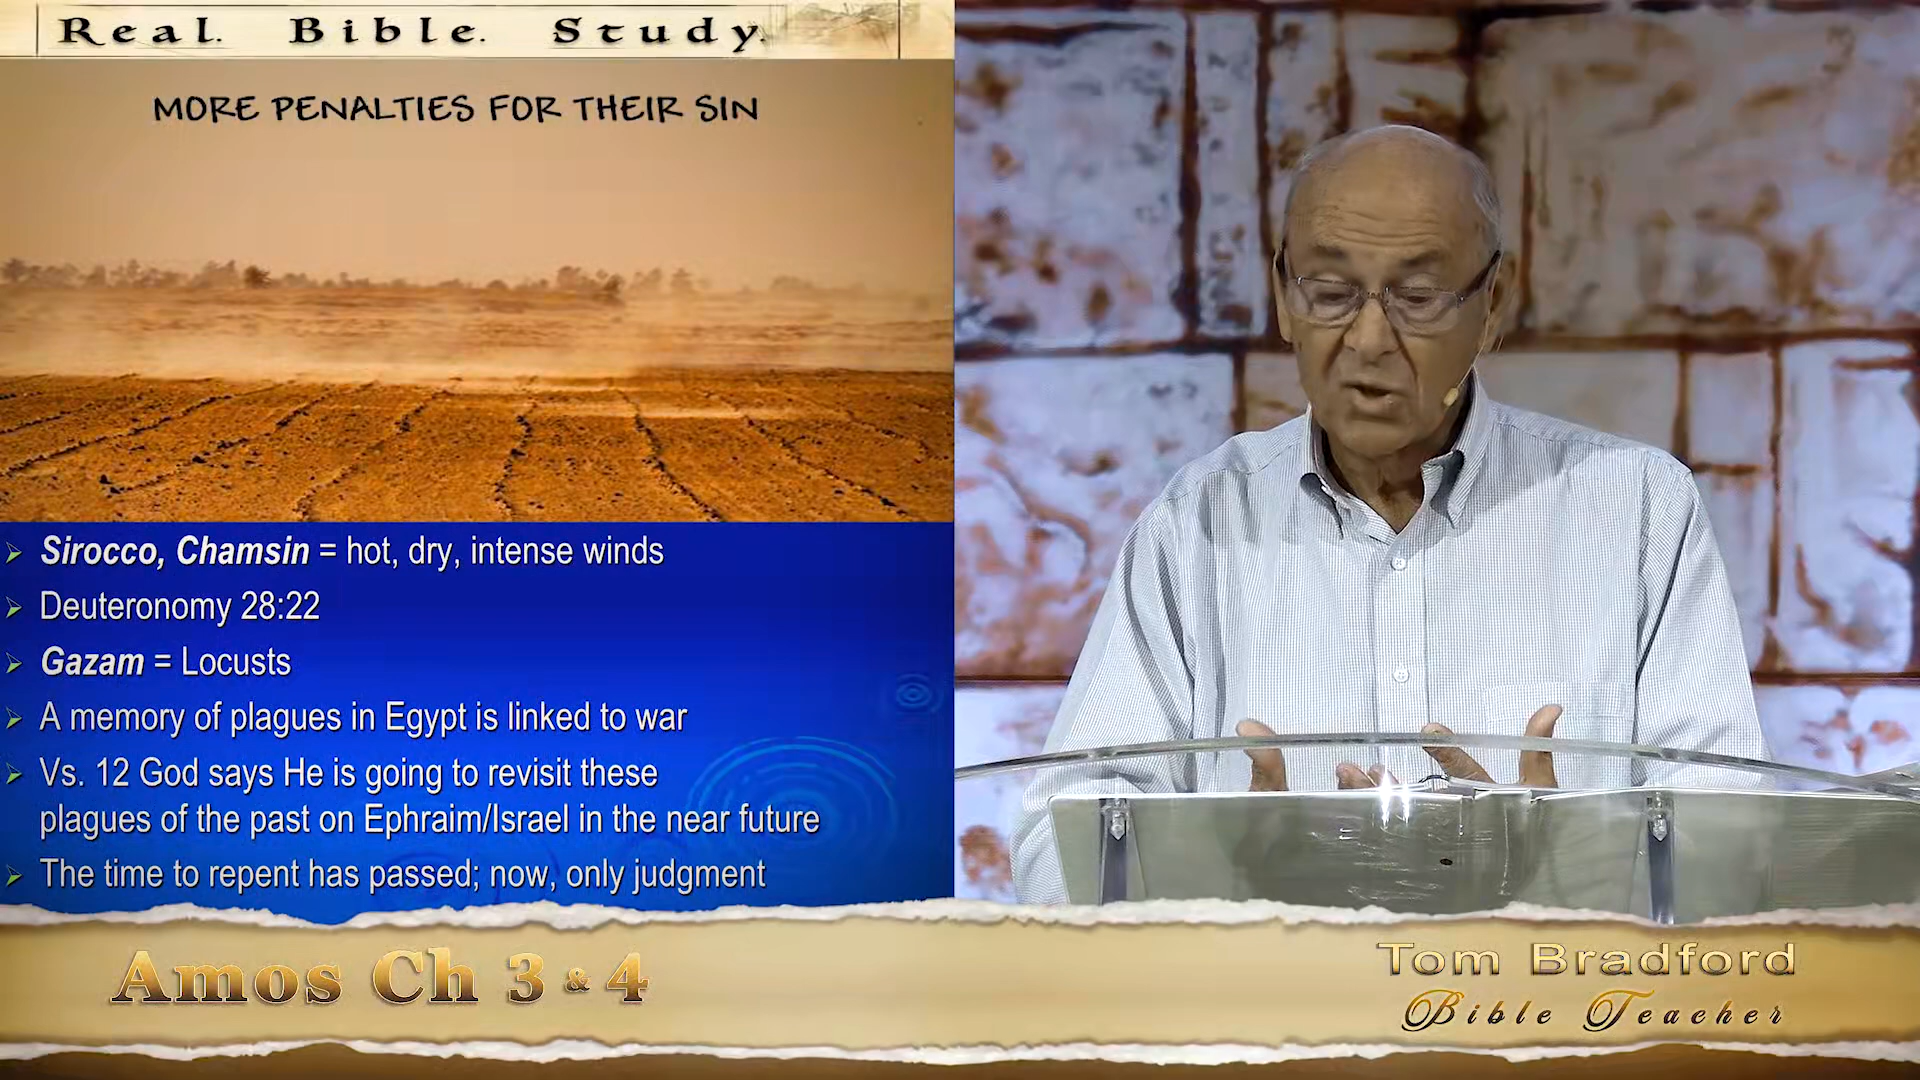 Real. Bible. Study.
MORE PENALTIES FOR THEIR SIN
Sirocco, Chamsin = hot, dry, intense winds
Deuteronomy 28:22
Gazam = Locusts
A memory of plagues in Egypt is linked to war
Vs. 12 God says He is going to revisit these
plagues of the past on Ephraim/Israel in the near future
The time to repent has passed; now, only judgment
Amos Ch 3 & 4
Tom Bradford
Bible Teacher